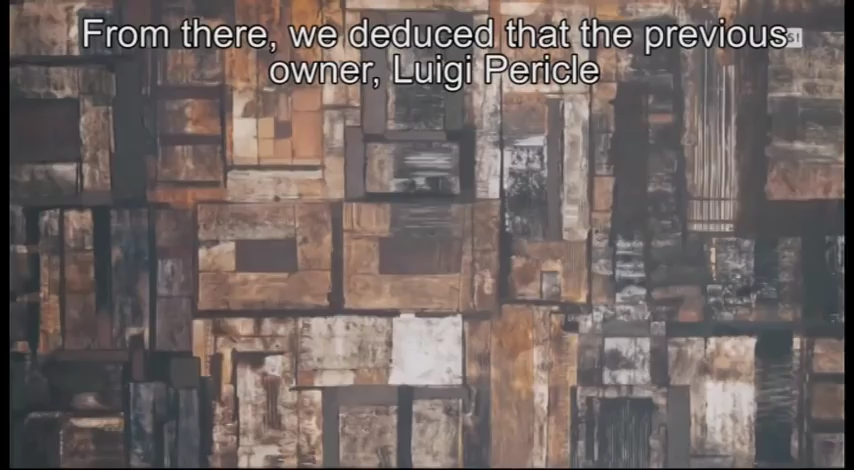 From there, we deduced that the previous
owner, Luigi Pericle